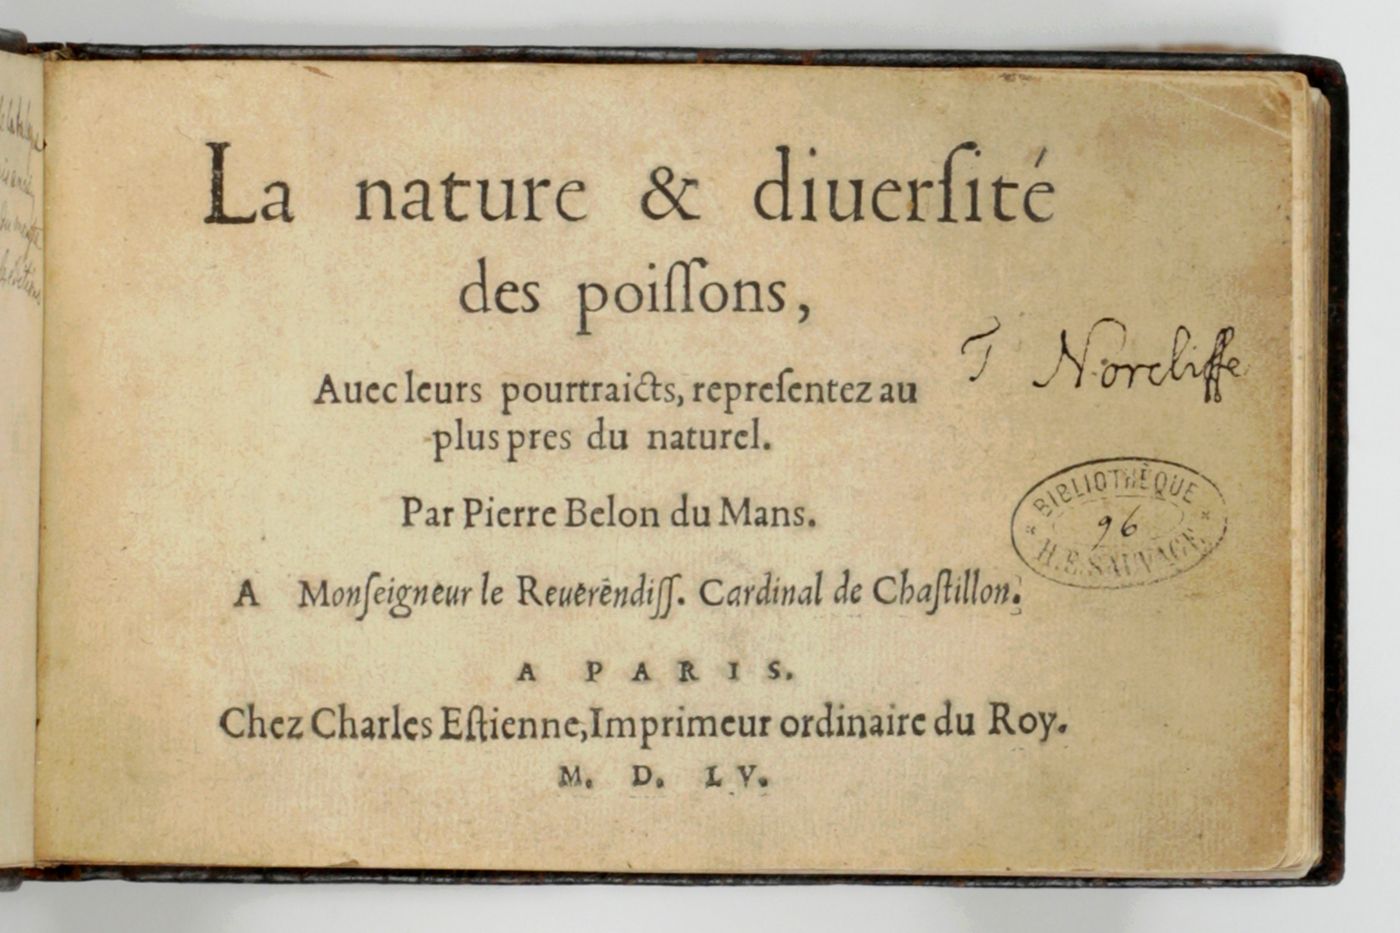 La nature & diuerſité
des poiſſons,
Auec leurs pourtraicts, repreſentez au
plus pres du naturel.
T Norcliffe
Par Pierre Belon du Mans.
BIBLIOTHÈQUE
96
H. E. SAUVAGE
A Monſeigneur le Reuerēndiſſ. Cardinal de Chaſtillon.
A PARIS.
Chez Charles Eſtienne, Imprimeur ordinaire du Roy.
M. D. LV.